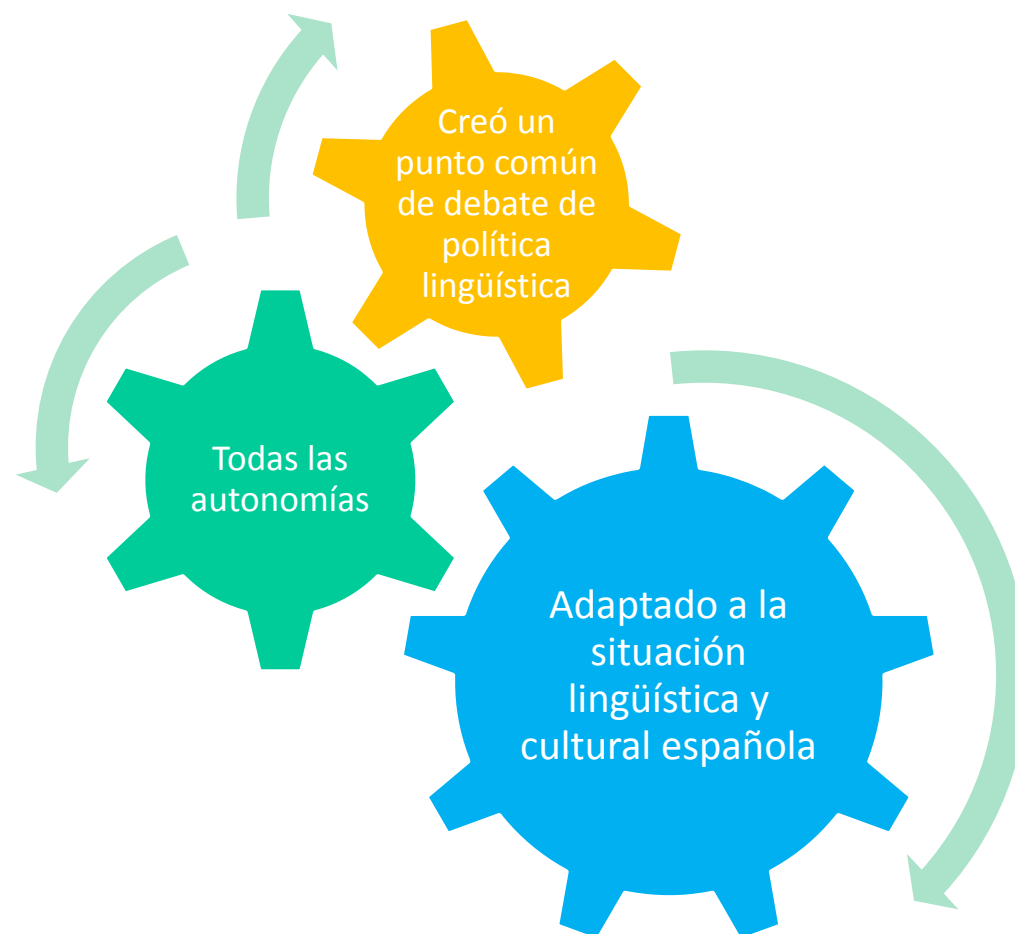 Creó un
punto común
de debate de
política
lingüística
Todas las
autonomías
Adaptado a la
situación
lingüística y
cultural española